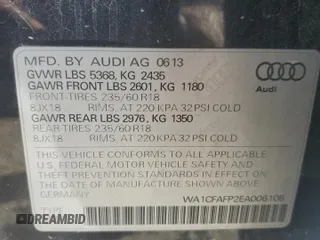 MFD. BY AUDI AG 0613
GVWR LBS 5368, KG 2435
GAWR FRONT LBS 2601, KG 1180
FRONT-TIRES 235/60 R18
8JX18 RIMS, AT 220 KPA 32 PSI COLD
GAWR REAR LBS 2976, KG 1350
REAR TIRES 235/60 R18
8JX18 RIMS, AT 220 KPA 32 PSI COLD
THIS VEHICLE CONFORMS TO ALL APPLICABLE
U.S. FEDERAL MOTOR VEHICLE SAFETY AND
THEFT PREVENTION STANDARDS IN EFFECT ON
THE DATE OF MANUFACTURE SHOWN ABOVE.
WA1CFAFP2EA006106
TYPE:
Audi
DREAMBID